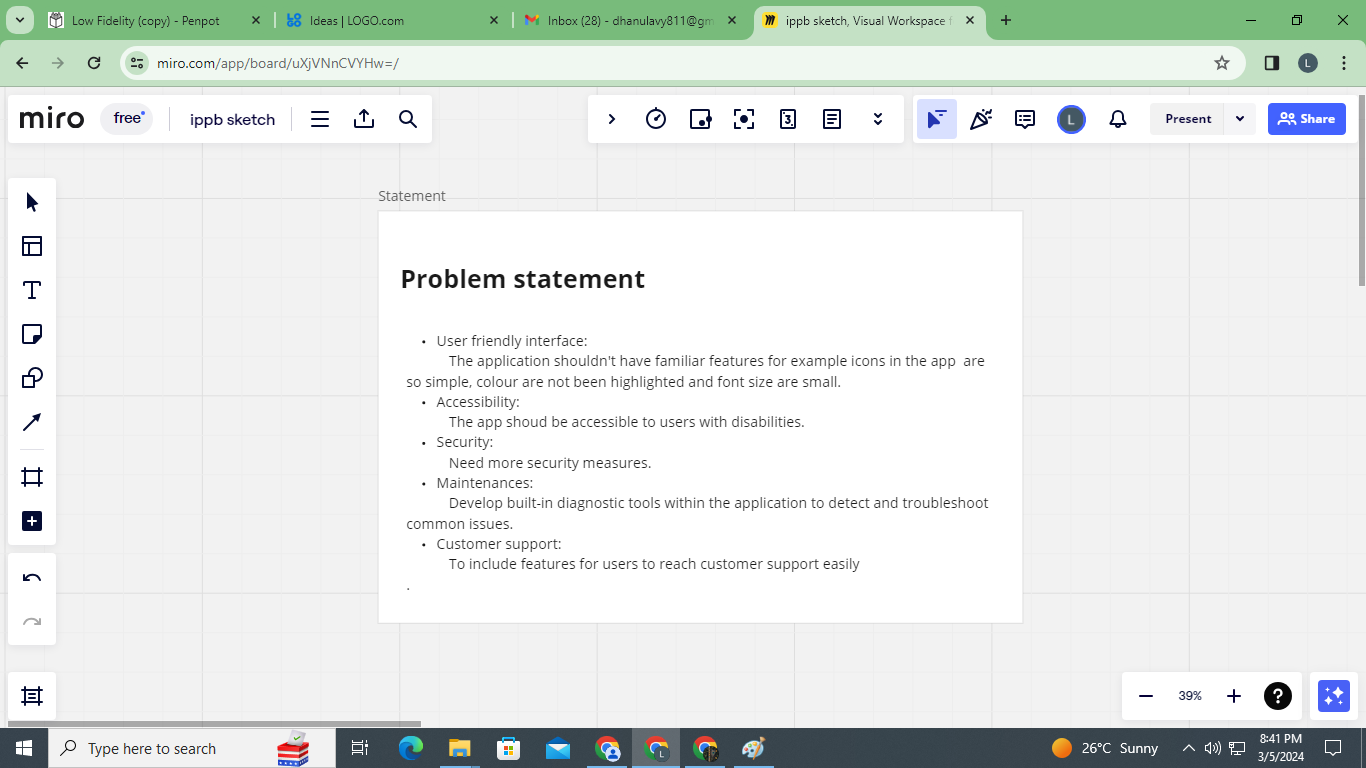 Low Fidelity (copy) - Penpot
Ideas | LOGO.com
Inbox (28) - dhanulavy811@gm
ippb sketch, Visual Workspace f
miro.com/app/board/uXjVNnCVYHw=/
L
miro
free
ippb sketch
3
L
Present
Share
Statement
Problem statement
• User friendly interface:
The application shouldn't have familiar features for example icons in the app are
so simple, colour are not been highlighted and font size are small.
• Accessibility:
The app shoud be accessible to users with disabilities.
• Security:
Need more security measures.
• Maintenances:
Develop built-in diagnostic tools within the application to detect and troubleshoot
common issues.
• Customer support:
To include features for users to reach customer support easily
.
39%
?
Type here to search
L
26°C Sunny
8:41 PM
3/5/2024